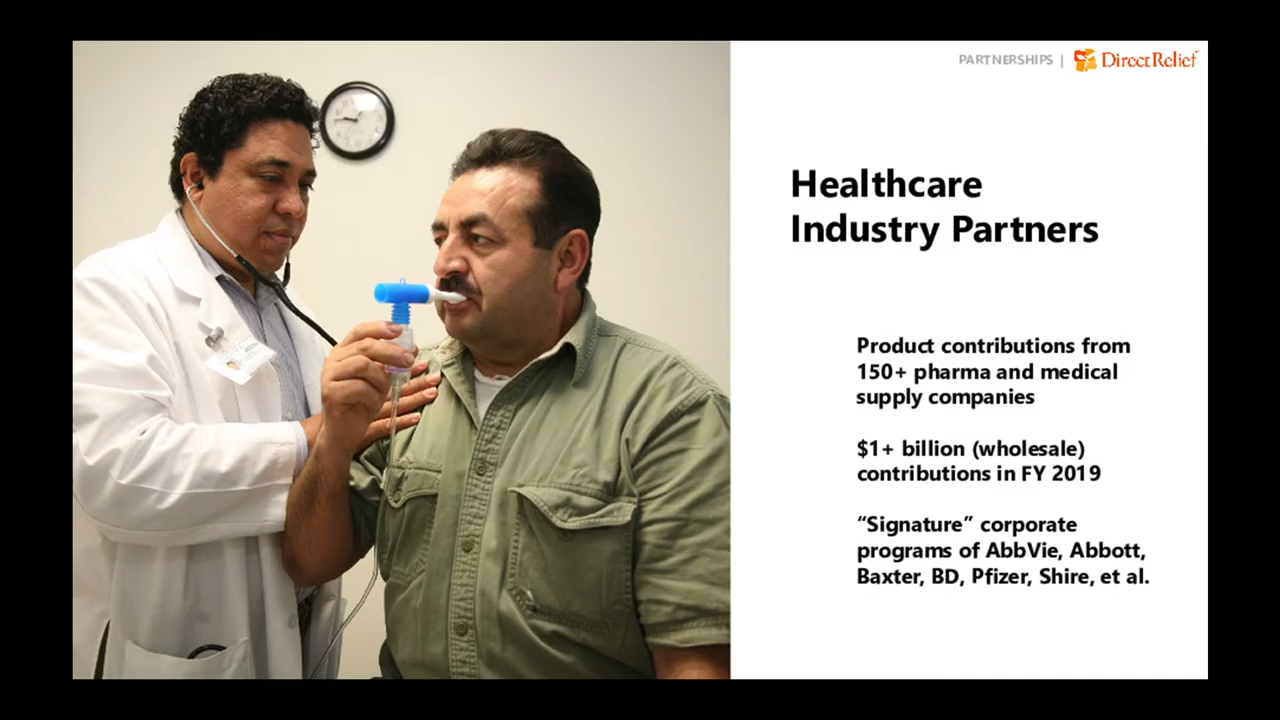 PARTNERSHIPS | DirectRelief
Healthcare
Industry Partners
Product contributions from
150+ pharma and medical
supply companies
$1+ billion (wholesale)
contributions in FY 2019
“Signature” corporate
programs of AbbVie, Abbott,
Baxter, BD, Pfizer, Shire, et al.